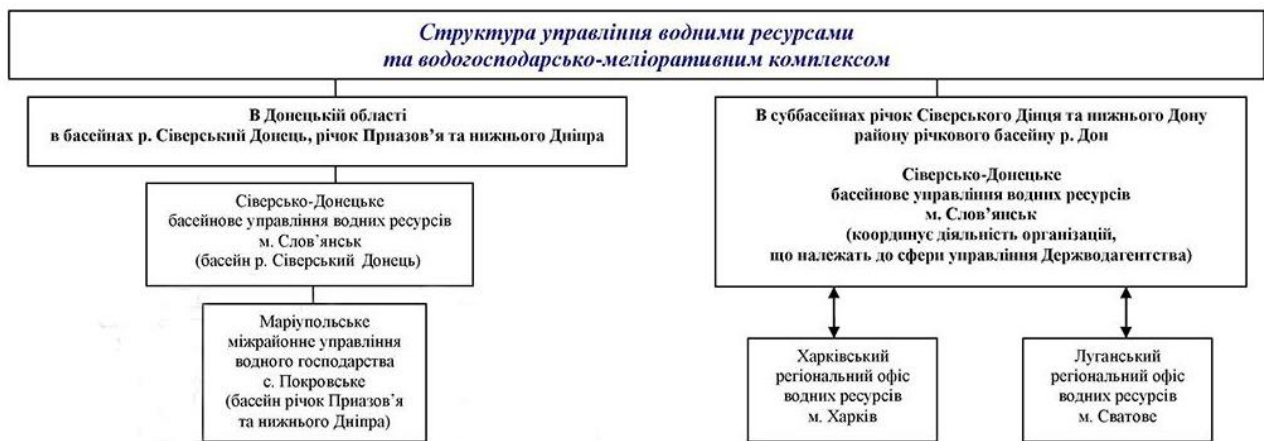 Структура управління водними ресурсами
та водогосподарсько-меліоративним комплексом
В Донецькій області
в басейнах р. Сіверський Донець, річок Приазов’я та нижнього Дніпра
Сіверсько-Донецьке
басейнове управління водних ресурсів
м. Слов`янськ
(басейн р. Сіверський Донець)
Маріупольське
міжрайонне управління
водного господарства
с. Покровське
(басейн річок Приазов’я
та нижнього Дніпра)
В суббасейнах річок Сіверського Дінця та нижнього Дону
району річкового басейну р. Дон
Сіверсько-Донецьке
басейнове управління водних ресурсів
м. Слов’янськ
(координує діяльність організацій,
що належать до сфери управління Держводагентства)
Харківський
регіональний офіс
водних ресурсів
м. Харків
Луганський
регіональний офіс
водних ресурсів
м. Сватове